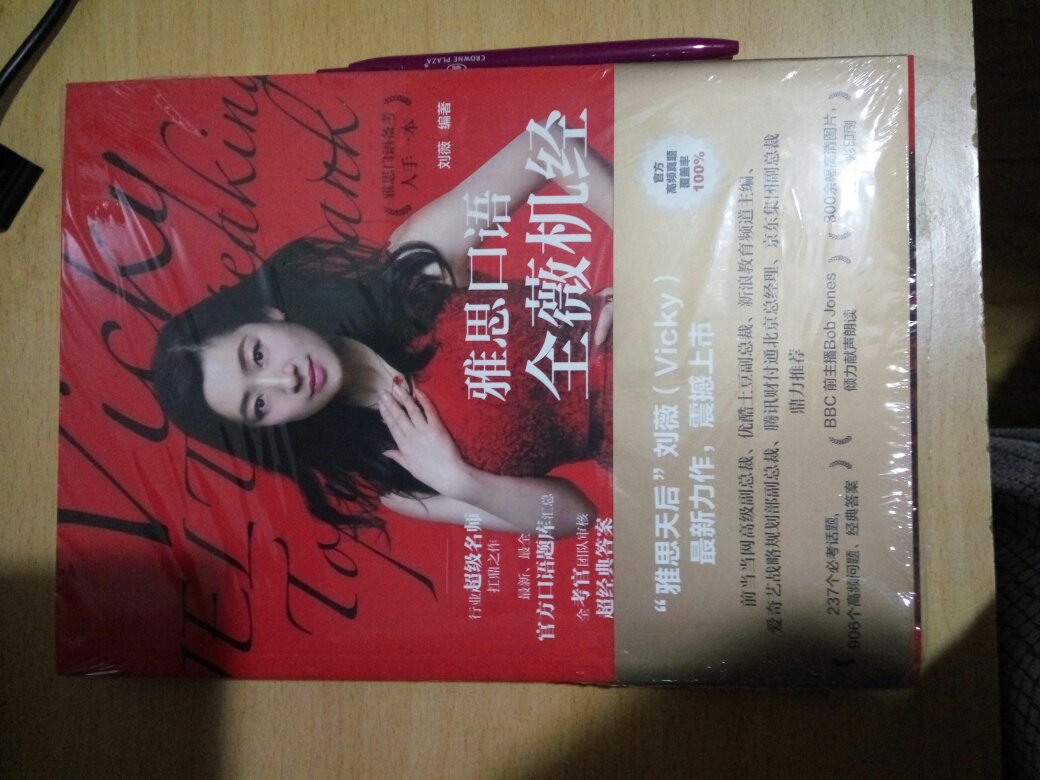 Vicky
IELTS Speaking
Topic Bank
雅思口语备考
人手一本
刘薇 编著
雅思口语
全薇机经
行业超级名师
扛鼎之作
最新、最全
官方口语题库汇总
全考官团队审核
超经典答案
官方
高频真题
覆盖率
100%
“雅思天后”刘薇（Vicky）
最新力作，震撼上市
前当当网高级副总裁、优酷土豆副总裁、新浪教育频道主编、
爱奇艺战略规划部副总裁、腾讯财付通北京总经理、京东集团副总裁
鼎力推荐
237个必考话题，
906个高频问题、经典答案
BBC 前主播Bob Jones
倾力献声朗读
300余幅高清图片，
彩印刷
CROWNE PLAZA